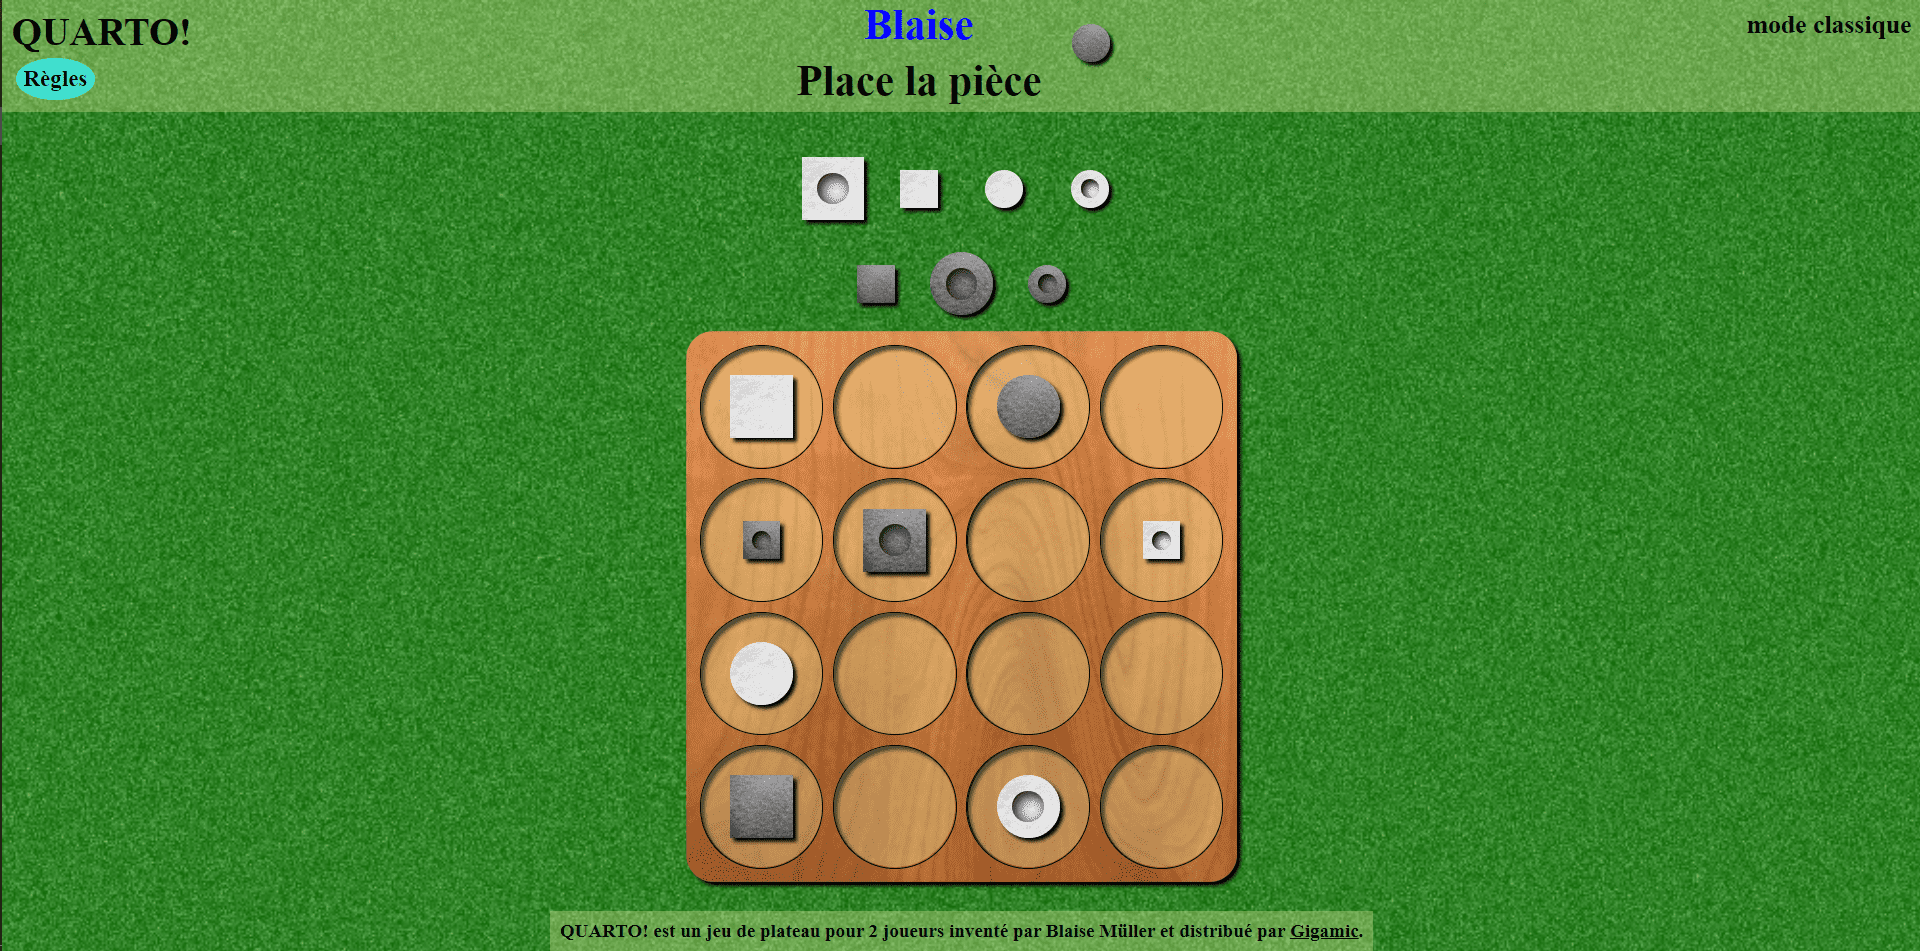 QUARTO!
Règles
Blaise
Place la pièce
mode classique
QUARTO! est un jeu de plateau pour 2 joueurs inventé par Blaise Müller et distribué par Gigamic.